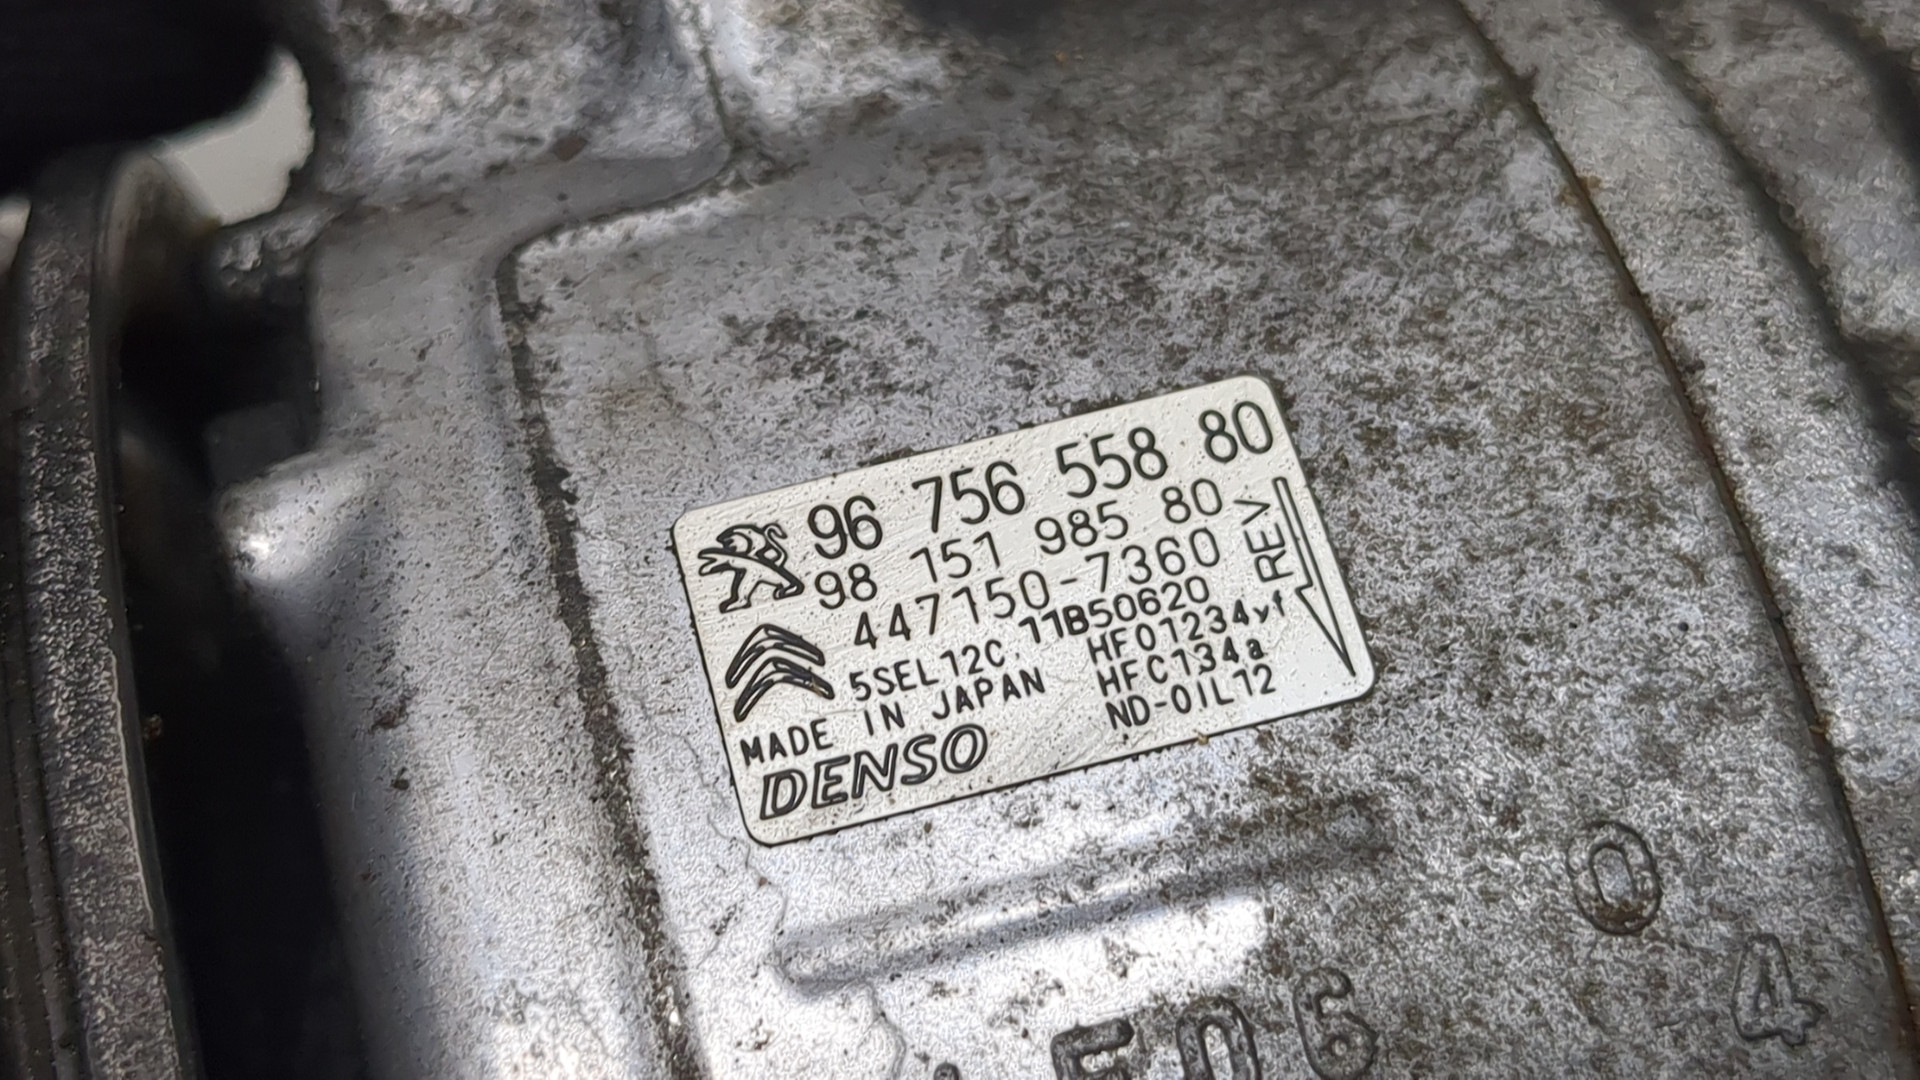 96 756 558 80
98 151 985 80
447150-7360
5SEL12C. 11B50620
HFO1234yf
MADE IN JAPAN HFC134a
DENSO ND-OIL12
REV
0
4
E06